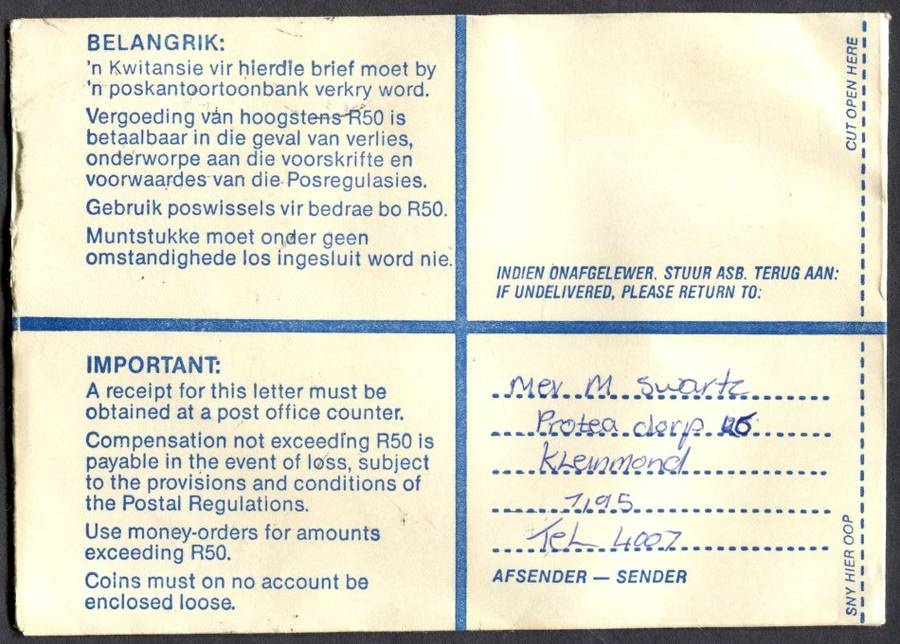 BELANGRIK:
'n Kwitansie vir hierdie brief moet by
'n poskantoortoonbank verkry word.
Vergoeding van hoogstens R50 is
betaalbaar in die geval van verlies,
onderworpe aan die voorskrifte en
voorwaardes van die Posregulasies.
Gebruik poswissels vir bedrae bo R50.
Muntstukke moet onder geen
omstandighede los ingesluit word nie.
CUT OPEN HERE
INDIEN ONAFGELEWER, STUUR ASB. TERUG AAN:
IF UNDELIVERED, PLEASE RETURN TO:
IMPORTANT:
A receipt for this letter must be
obtained at a post office counter.
Compensation not exceeding R50 is
payable in the event of loss, subject
to the provisions and conditions of
the Postal Regulations.
Use money-orders for amounts
exceeding R50.
Coins must on no account be
enclosed loose.
Mev M Swartz
Protea dorp
Kleinmond
7195
Tel 4007
AFSENDER — SENDER
SNY HIER OOP